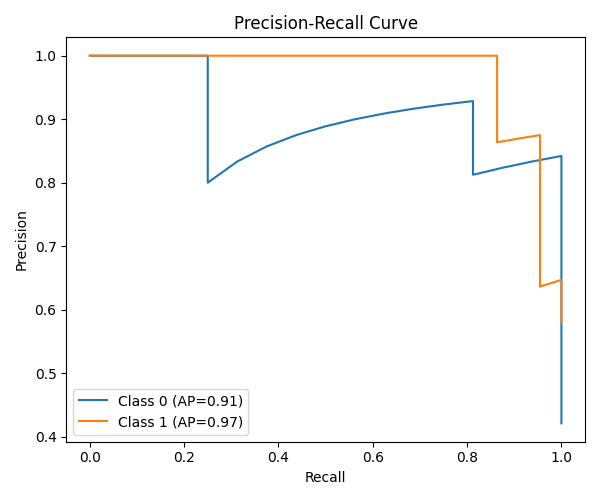 Precision-Recall Curve
1.0
0.9
0.8
0.7
0.6
0.5
0.4
Precision
Class 0 (AP=0.91)
Class 1 (AP=0.97)
0.0 0.2 0.4 0.6 0.8 1.0
Recall